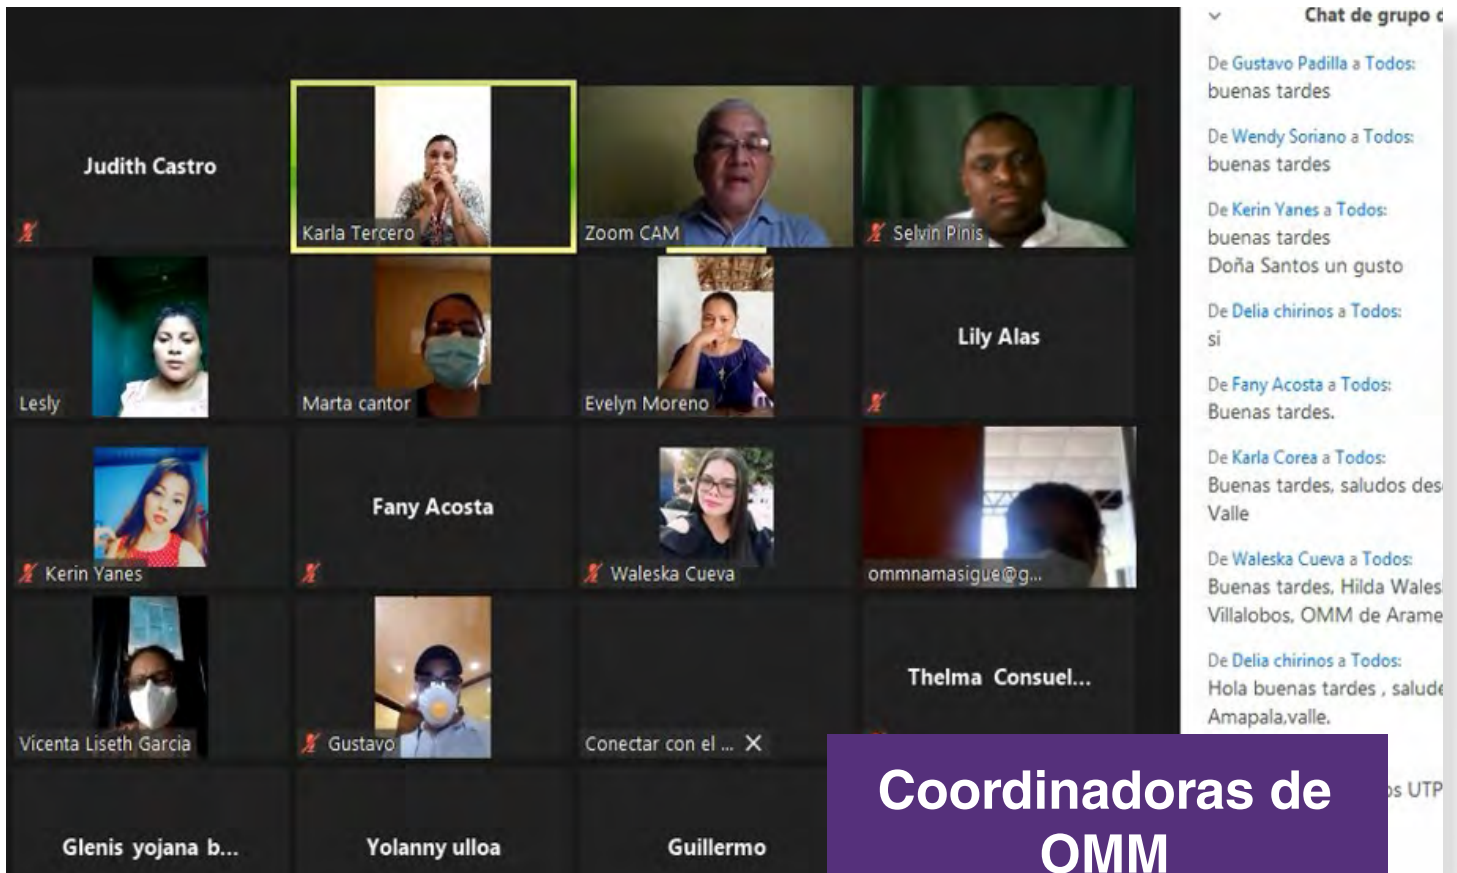 Judith Castro
Karla Tercero
Zoom CAM
Selvin Pinis
Lesly
Marta cantor
Evelyn Moreno
Lily Alas
Kerin Yanes
Fany Acosta
Waleska Cueva
ommnamasigue@g...
Vicenta Liseth Garcia
Gustavo
Conectar con el ...
Thelma Consuel...
Glenis yojana b...
Yolanny ulloa
Guillermo
Chat de grupo
De Gustavo Padilla a Todos:
buenas tardes
De Wendy Soriano a Todos:
buenas tardes
De Kerin Yanes a Todos:
buenas tardes
Doña Santos un gusto
De Delia chirinos a Todos:
si
De Fany Acosta a Todos:
Buenas tardes.
De Karla Corea a Todos:
Buenas tardes, saludos des
Valle
De Waleska Cueva a Todos:
Buenas tardes, Hilda Wales
Villalobos, OMM de Arame
De Delia chirinos a Todos:
Hola buenas tardes , salud
Amapala,valle.
os UTP
Coordinadoras de
OMM